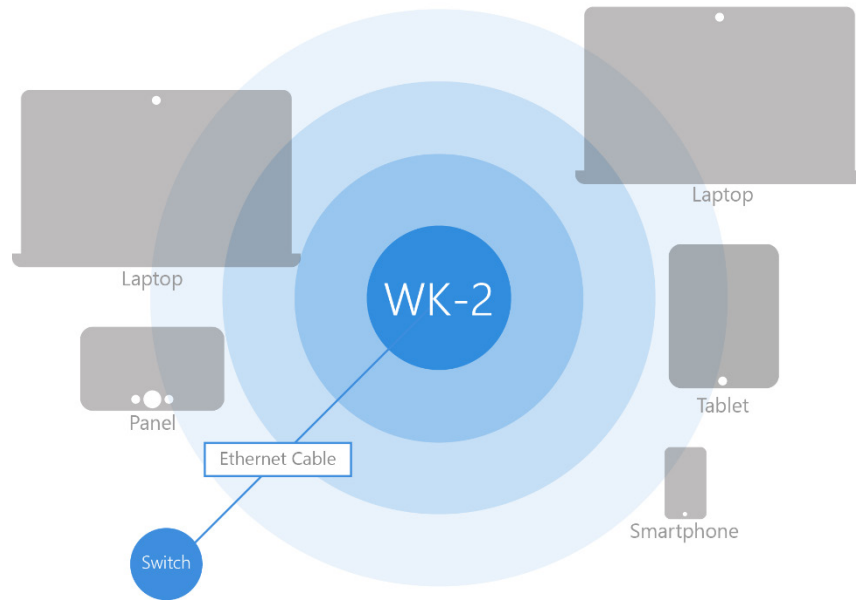 Laptop
Laptop
WK-2
Panel
Tablet
Ethernet Cable
Smartphone
Switch